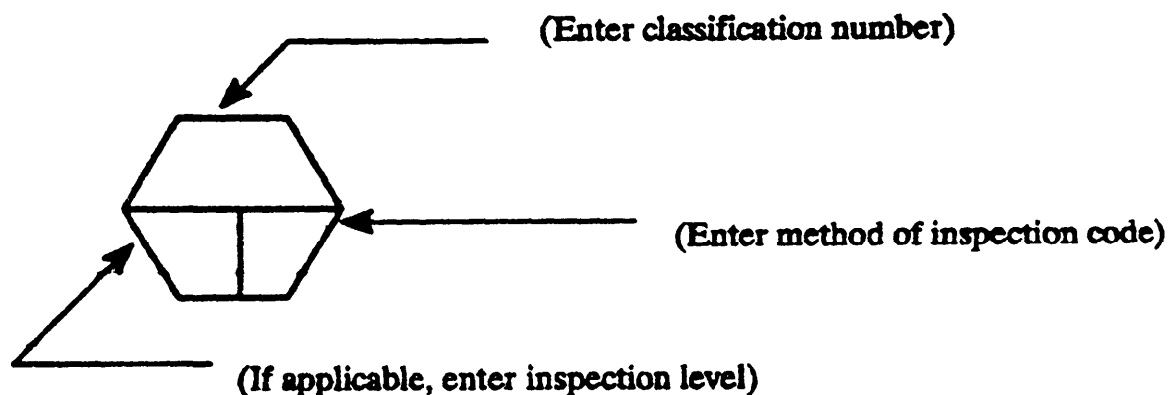 (Enter classification number)
(Enter method of inspection code)
(If applicable, enter inspection level)